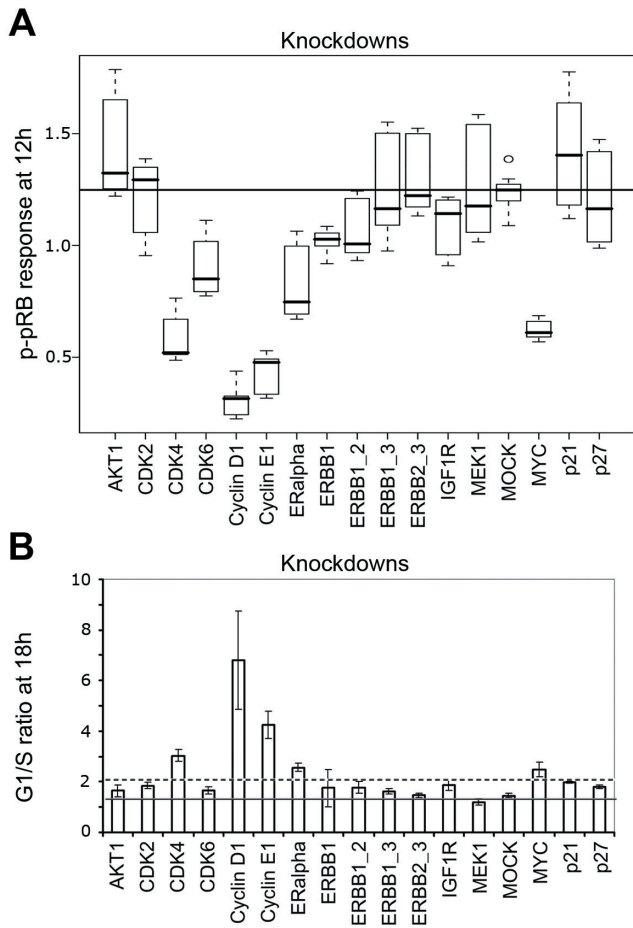 A
Knockdowns
p-pRB response at 12h
1.5
1.0
0.5
AKT1
CDK2
CDK4
CDK6
Cyclin D1
Cyclin E1
ERalpha
ERBB1
ERBB1_2
ERBB1_3
ERBB2_3
IGF1R
MEK1
MOCK
MYC
p21
p27
B
Knockdowns
G1/S ratio at 18h
10
8
6
4
2
0
AKT1
CDK2
CDK4
CDK6
Cyclin D1
Cyclin E1
ERalpha
ERBB1
ERBB1_2
ERBB1_3
ERBB2_3
IGF1R
MEK1
MOCK
MYC
p21
p27